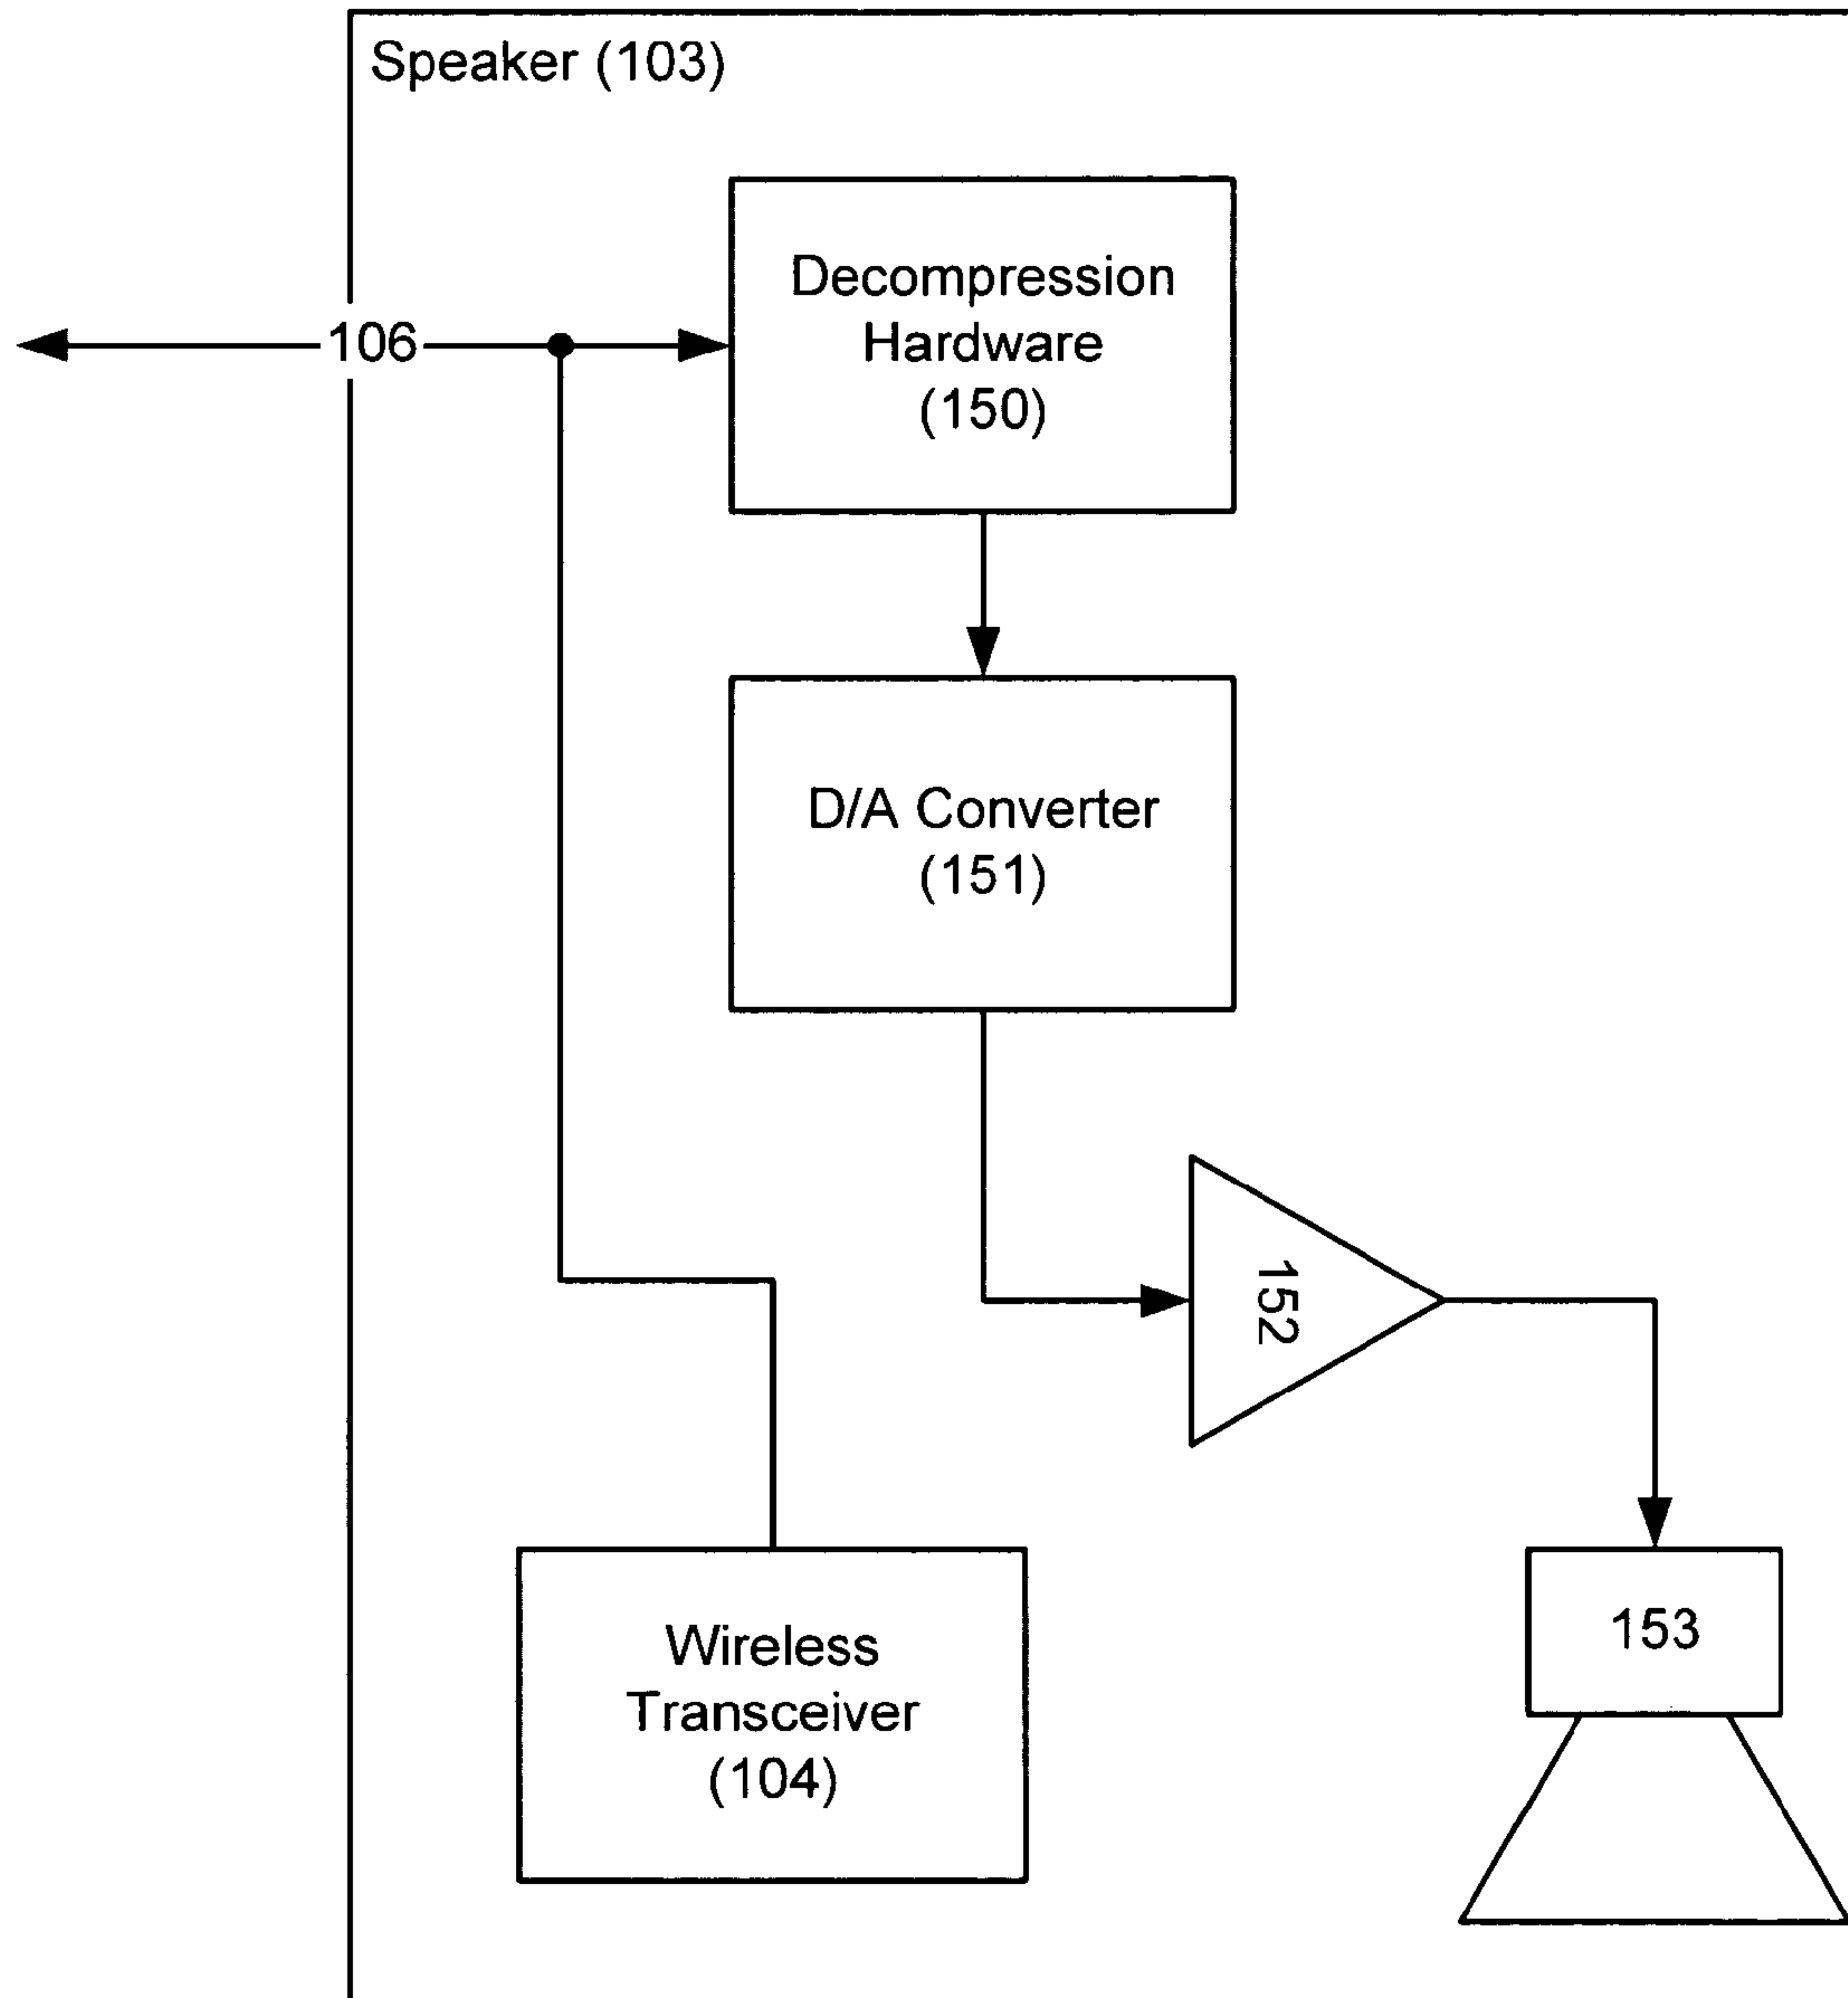 Speaker (103)
Decompression
Hardware
(150)
106
D/A Converter
(151)
152
Wireless
Transceiver
(104)
153